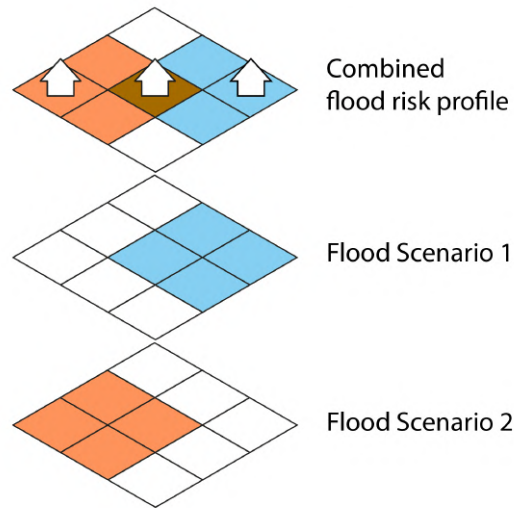 Combined
flood risk profile
Flood Scenario 1
Flood Scenario 2